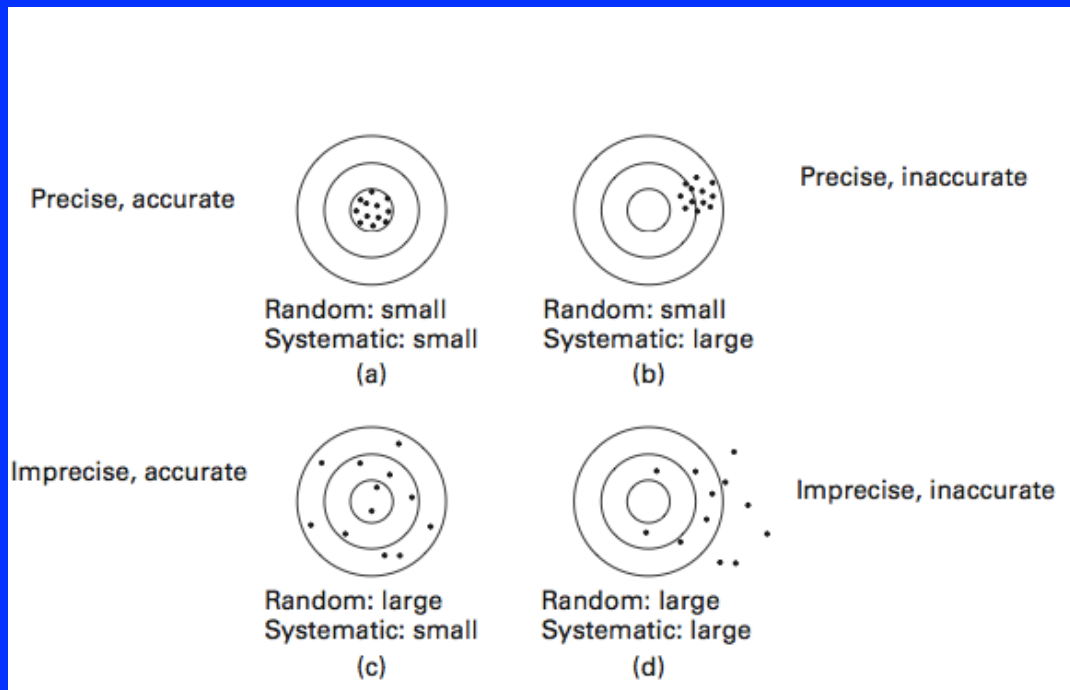 Precise, accurate
Random: small
Systematic: small
(a)
Precise, inaccurate
Random: small
Systematic: large
(b)
Imprecise, accurate
Random: large
Systematic: small
(c)
Imprecise, inaccurate
Random: large
Systematic: large
(d)